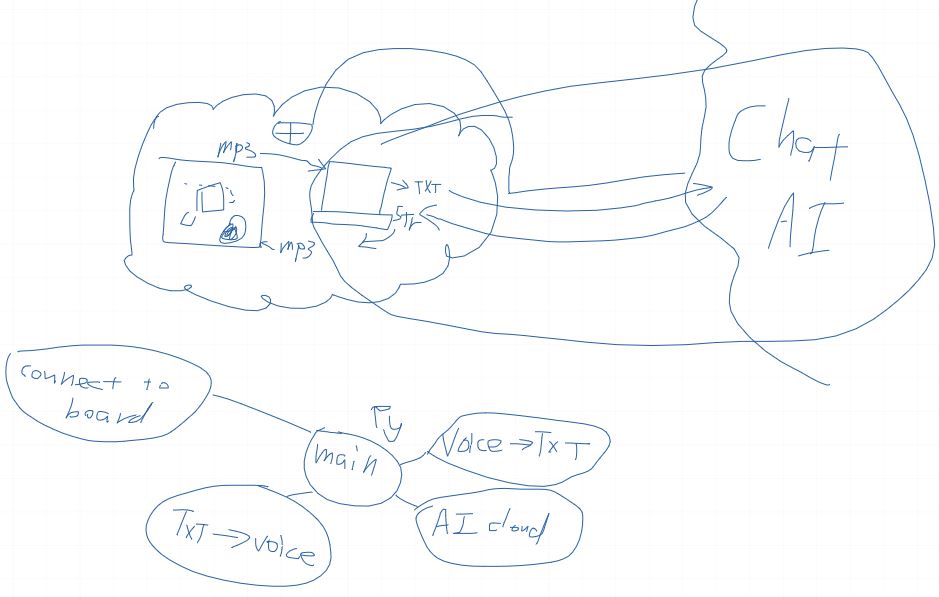 Chat
AI
mp3
→ TXT
Str
mp3
connect to
board
Py
main
Voice → TxT
TxT → voice
AI cloud